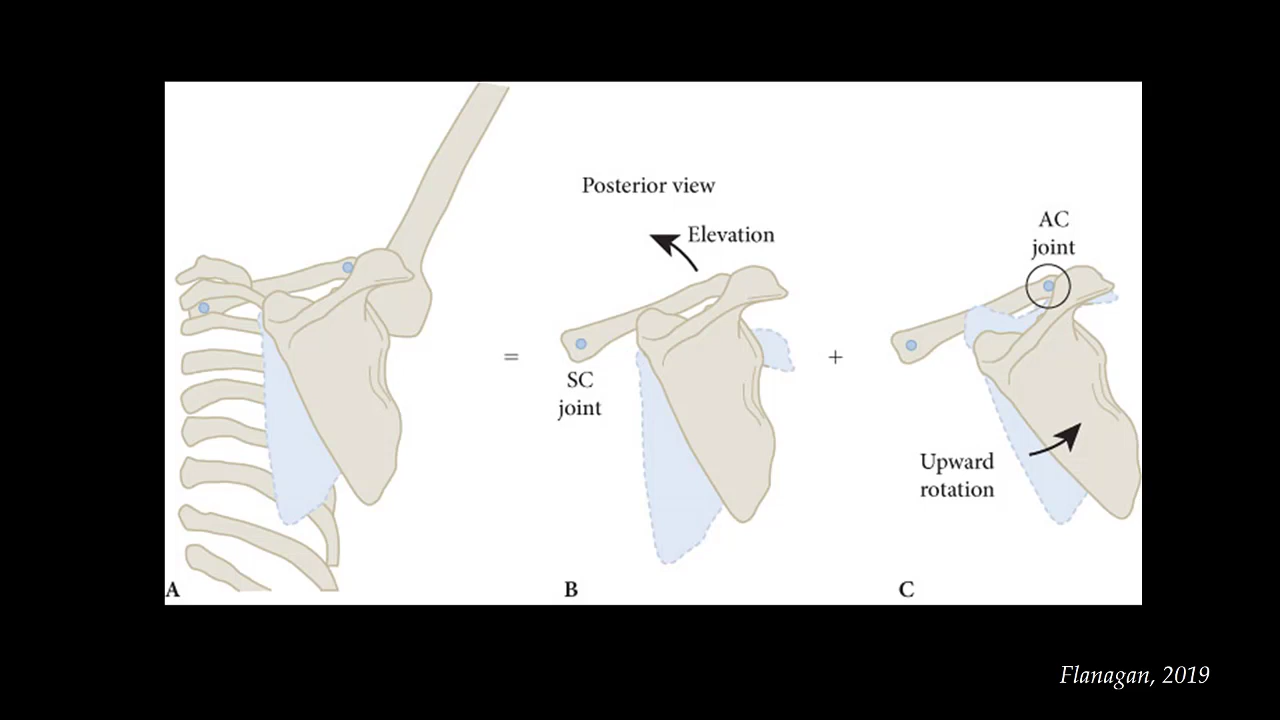 Posterior view
Elevation
AC
joint
=
+
SC
joint
Upward
rotation
A
B
C
Flanagan, 2019